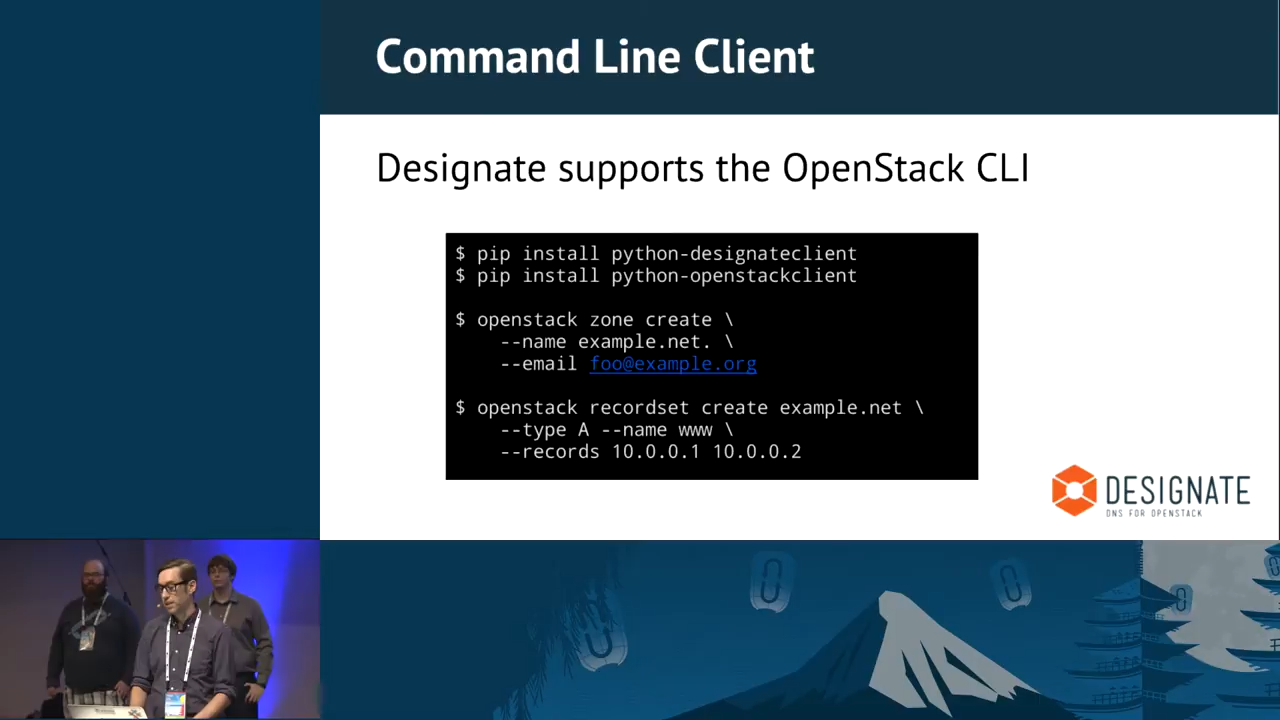 Command Line Client
Designate supports the OpenStack CLI
$ pip install python-designateclient
$ pip install python-openstackclient
$ openstack zone create \
--name example.net. \
--email foo@example.org
$ openstack recordset create example.net \
--type A --name www \
--records 10.0.0.1 10.0.0.2
DESIGNATE
DNS FOR OPENSTACK